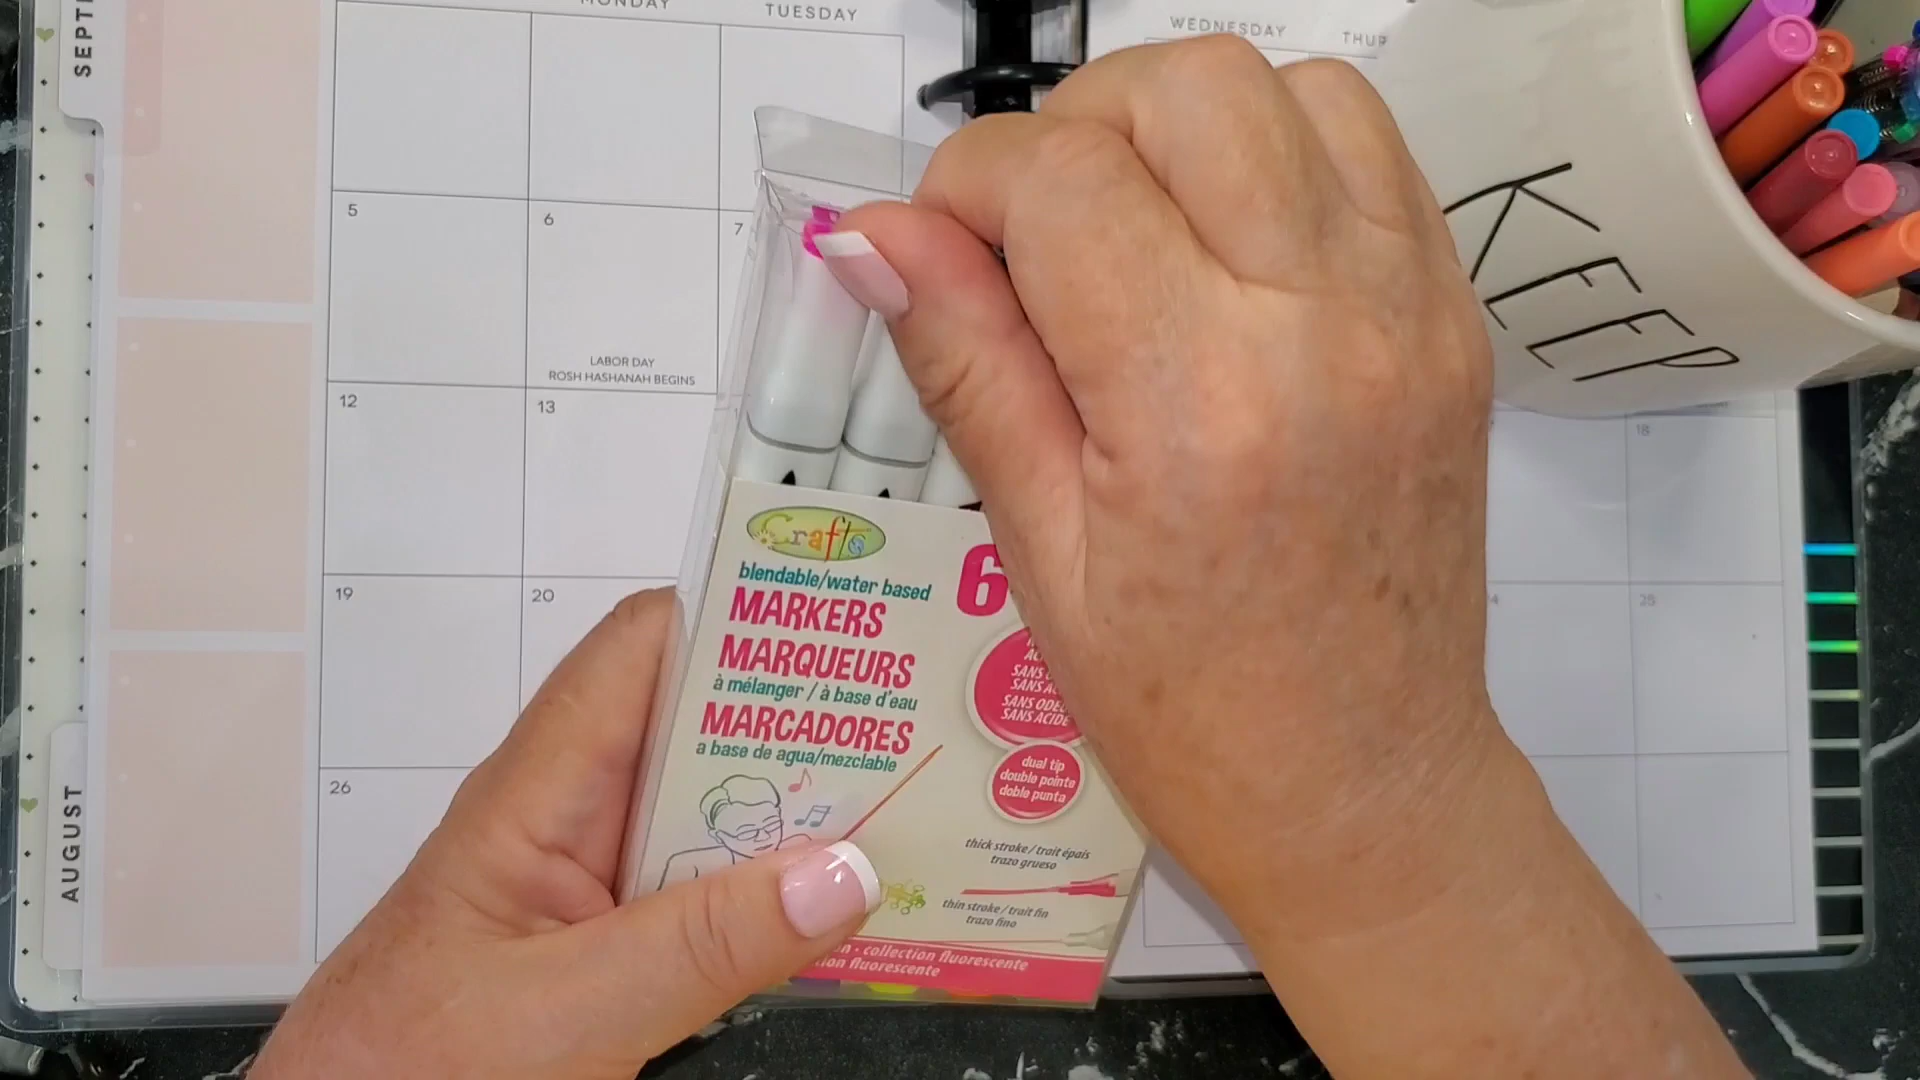 SEPT
MONDAY
TUESDAY
WEDNESDAY
THUR
5
6
7
LABOR DAY
ROSH HASHANAH BEGINS
12
13
18
19
20
25
26
AUGUST
KEEP
Crafts
6
blendable/water based
MARKERS
MARQUEURS
à mélanger / à base d'eau
MARCADORES
a base de agua/mezclable
SANS
SANS
SANS
SANS ACIDE
dual tip
double pointe
doble punta
thick stroke / trait épais
trazo grueso
thin stroke / trait fin
trazo fino
collection fluorescente
fluorescente